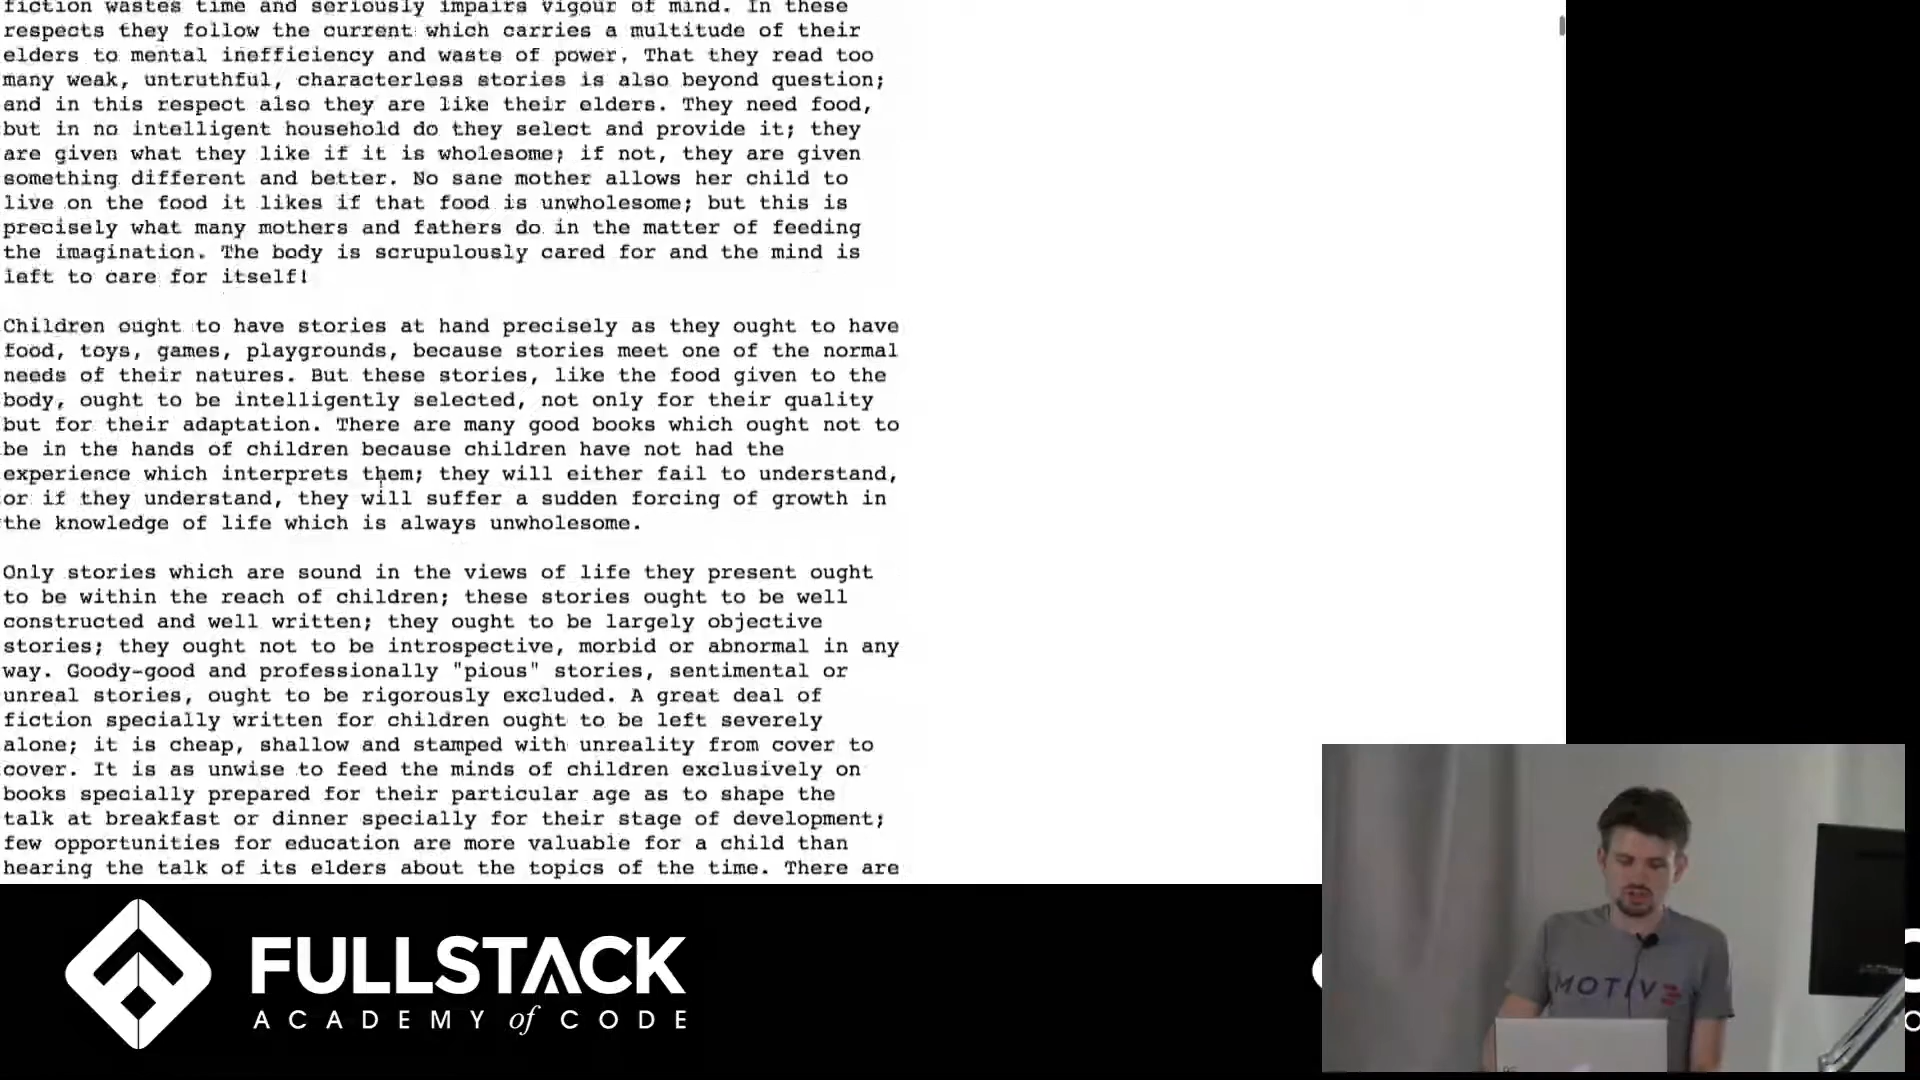 fiction wastes time and seriously impairs vigour of mind. In these
respects they follow the current which carries a multitude of their
elders to mental inefficiency and waste of power. That they read too
many weak, untruthful, characterless stories is also beyond question;
and in this respect also they are like their elders. They need food,
but in no intelligent household do they select and provide it; they
are given what they like if it is wholesome; if not, they are given
something different and better. No sane mother allows her child to
live on the food it likes if that food is unwholesome; but this is
precisely what many mothers and fathers do in the matter of feeding
the imagination. The body is scrupulously cared for and the mind is
left to care for itself!
Children ought to have stories at hand precisely as they ought to have
food, toys, games, playgrounds, because stories meet one of the normal
needs of their natures. But these stories, like the food given to the
body, ought to be intelligently selected, not only for their quality
but for their adaptation. There are many good books which ought not to
be in the hands of children because children have not had the
experience which interprets them; they will either fail to understand,
or if they understand, they will suffer a sudden forcing of growth in
the knowledge of life which is always unwholesome.
Only stories which are sound in the views of life they present ought
to be within the reach of children; these stories ought to be well
constructed and well written; they ought to be largely objective
stories; they ought not to be introspective, morbid or abnormal in any
way. Goody-good and professionally "pious" stories, sentimental or
unreal stories, ought to be rigorously excluded. A great deal of
fiction specially written for children ought to be left severely
alone; it is cheap, shallow and stamped with unreality from cover to
cover. It is as unwise to feed the minds of children exclusively on
books specially prepared for their particular age as to shape the
talk at breakfast or dinner specially for their stage of development;
few opportunities for education are more valuable for a child than
hearing the talk of its elders about the topics of the time. There are
FULLSTACK
ACADEMY of CODE
MOTIV